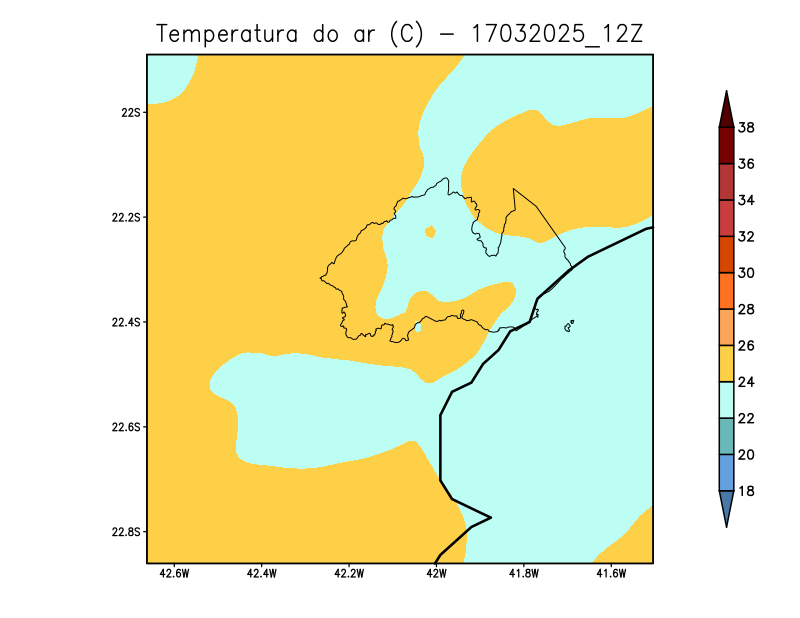 Temperatura do ar (C) - 17032025_12Z
22S
22.2S
22.4S
22.6S
22.8S
42.6W
42.4W
42.2W
42W
41.8W
41.6W
38
36
34
32
30
28
26
24
22
20
18